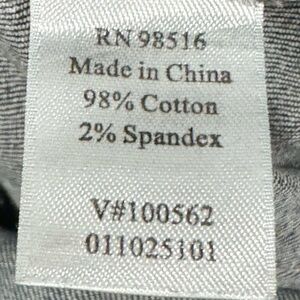 RN 98516
Made in China
98% Cotton
2% Spandex
V#100562
011025101